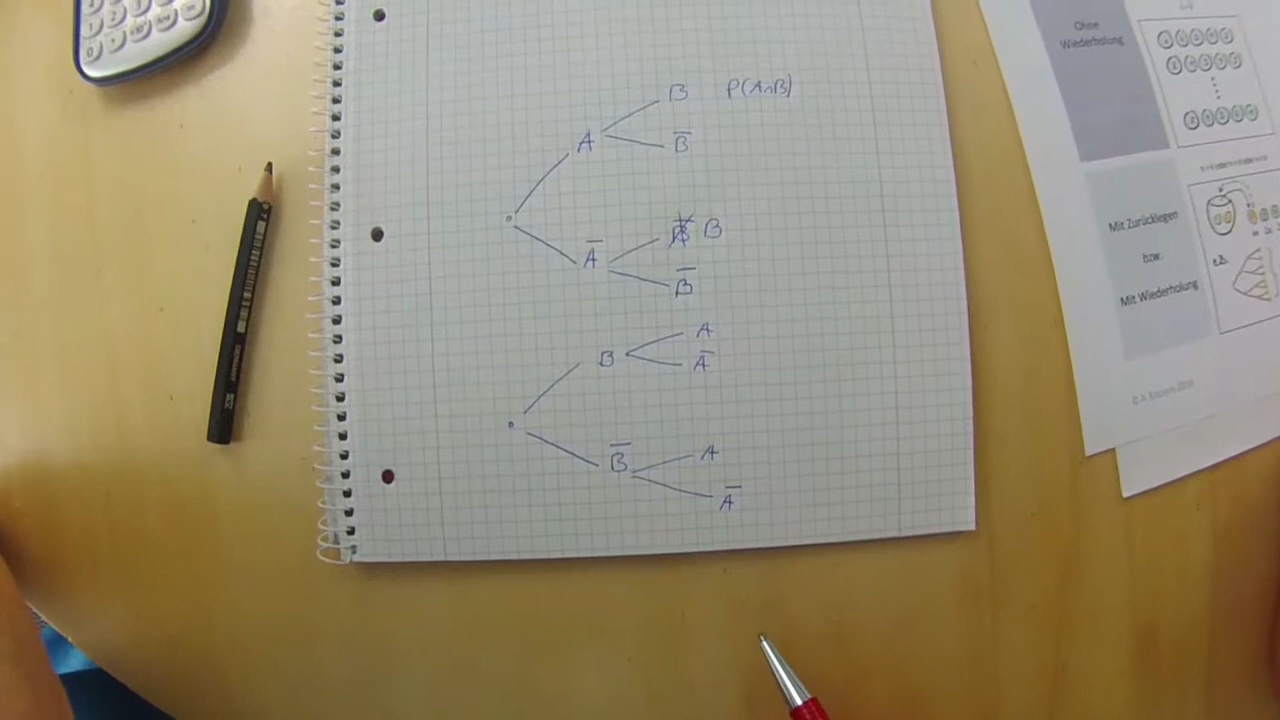 B P(A∩B)
A
B̅
B
A̅
B̅
A
B
A̅
B̅
A
A̅
Ohne
Wiederholung
Mit Zurücklegen
bzw.
Mit Wiederholung
z.B.